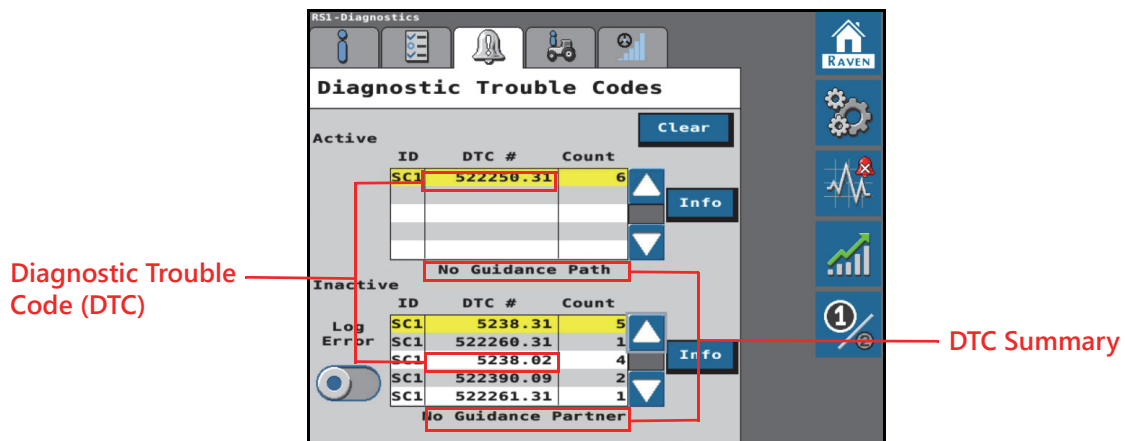 RS1-Diagnostics
RAVEN
Diagnostic Trouble Codes
Clear
Active
ID DTC # Count
SC1 522250.31 6
Info
No Guidance Path
Diagnostic Trouble
Code (DTC)
Inactive
ID DTC # Count
Log
Error
SC1 5238.31 5
SC1 522260.31 1
SC1 5238.02 4
SC1 522390.09 2
SC1 522261.31 1
Info
No Guidance Partner
1/2
DTC Summary